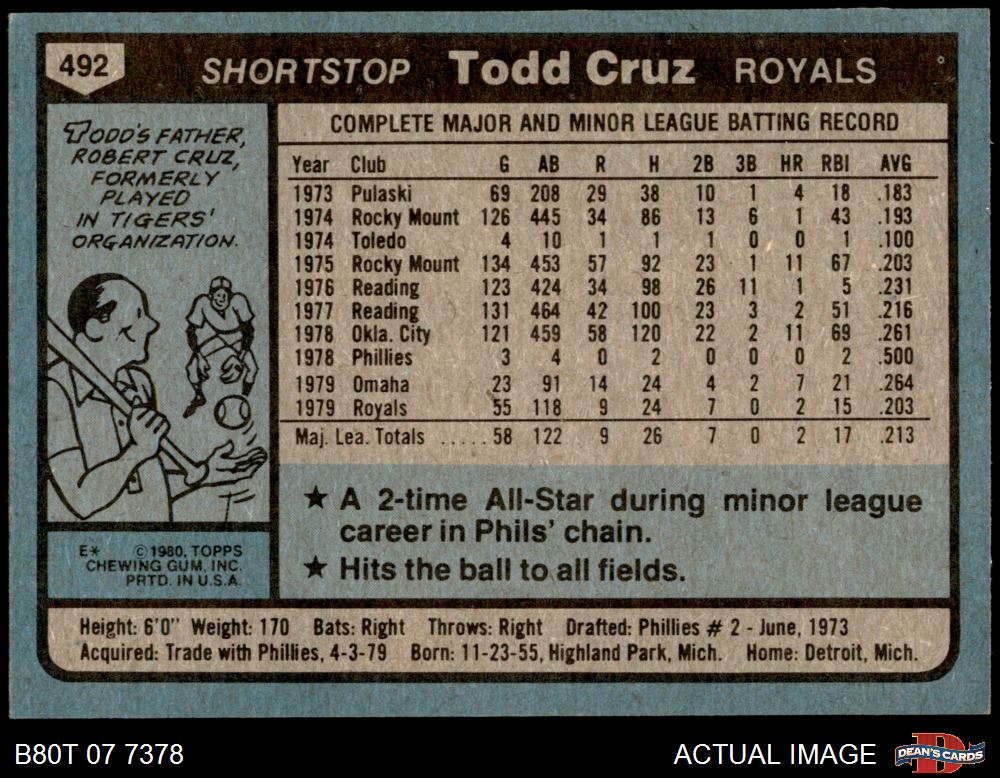 492 SHORTSTOP Todd Cruz ROYALS
TODD'S FATHER,
ROBERT CRUZ,
FORMERLY
PLAYED
IN TIGERS'
ORGANIZATION.
COMPLETE MAJOR AND MINOR LEAGUE BATTING RECORD
Year Club G AB R H 2B 3B HR RBI AVG
1973 Pulaski 69 208 29 38 10 1 4 18 .183
1974 Rocky Mount 126 445 34 86 13 6 1 43 .193
1974 Toledo 4 10 1 1 1 0 0 1 .100
1975 Rocky Mount 134 453 57 92 23 1 11 67 .203
1976 Reading 123 424 34 98 26 11 1 5 .231
1977 Reading 131 464 42 100 23 3 2 51 .216
1978 Okla. City 121 459 58 120 22 2 11 69 .261
1978 Phillies 3 4 0 2 0 0 0 2 .500
1979 Omaha 23 91 14 24 4 2 7 21 .264
1979 Royals 55 118 9 24 7 0 2 15 .203
Maj. Lea. Totals ..... 58 122 9 26 7 0 2 17 .213
★ A 2-time All-Star during minor league
career in Phils' chain.
★ Hits the ball to all fields.
E* © 1980, TOPPS
CHEWING GUM, INC.
PRTD. IN U.S.A.
Height: 6'0" Weight: 170 Bats: Right Throws: Right Drafted: Phillies # 2 - June, 1973
Acquired: Trade with Phillies, 4-3-79 Born: 11-23-55, Highland Park, Mich. Home: Detroit, Mich.
B80T 07 7378 ACTUAL IMAGE DEAN'S CARDS